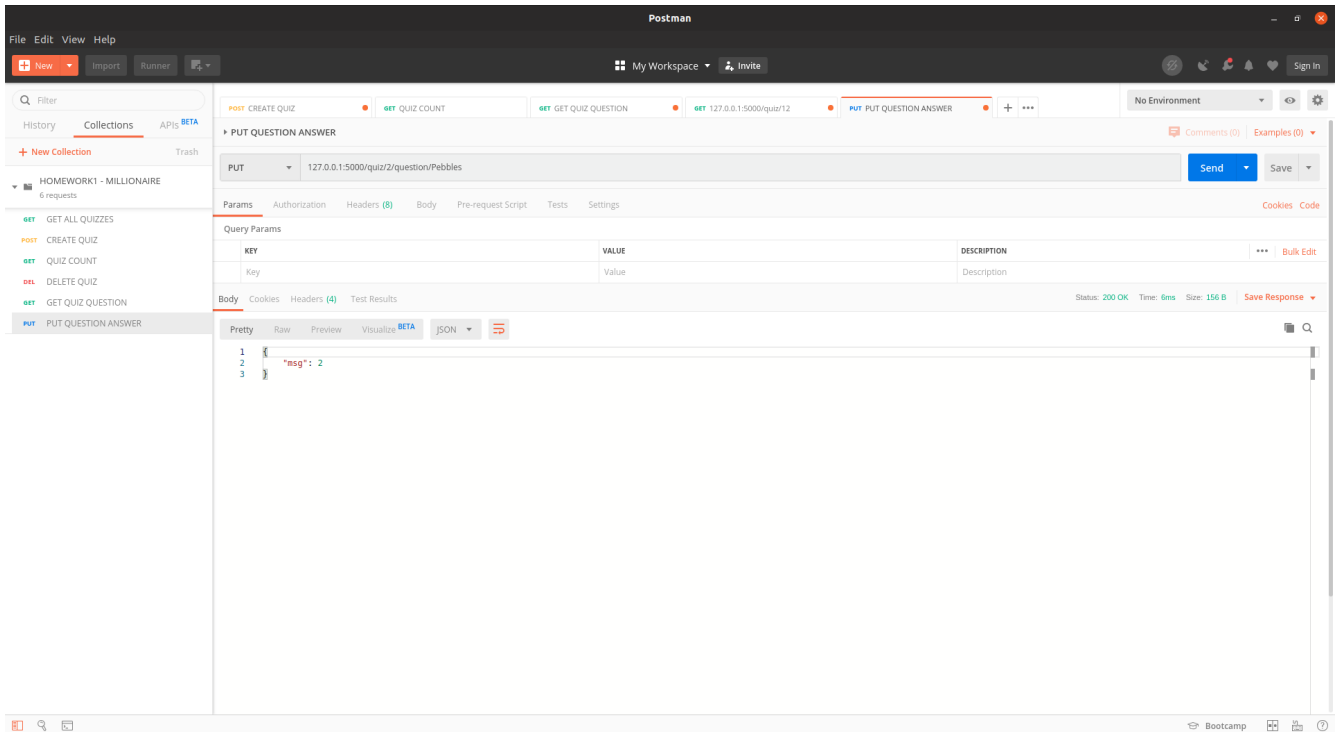 Postman
File Edit View Help
New Import Runner My Workspace Invite Sign In
Filter
History Collections APIs BETA
+ New Collection Trash
HOMEWORK1 - MILLIONAIRE
6 requests
GET GET ALL QUIZZES
POST CREATE QUIZ
GET QUIZ COUNT
DEL DELETE QUIZ
GET GET QUIZ QUESTION
PUT PUT QUESTION ANSWER
POST CREATE QUIZ GET QUIZ COUNT GET GET QUIZ QUESTION GET 127.0.0.1:5000/quiz/12 PUT PUT QUESTION ANSWER + ••• No Environment
PUT QUESTION ANSWER Comments (0) Examples (0)
PUT 127.0.0.1:5000/quiz/2/question/Pebbles Send Save
Params Authorization Headers (8) Body Pre-request Script Tests Settings Cookies Code
Query Params
KEY VALUE DESCRIPTION ••• Bulk Edit
Key Value Description
Body Cookies Headers (4) Test Results Status: 200 OK Time: 6ms Size: 156 B Save Response
Pretty Raw Preview Visualize BETA JSON
1 {
2 "msg": 2
3 }
Bootcamp